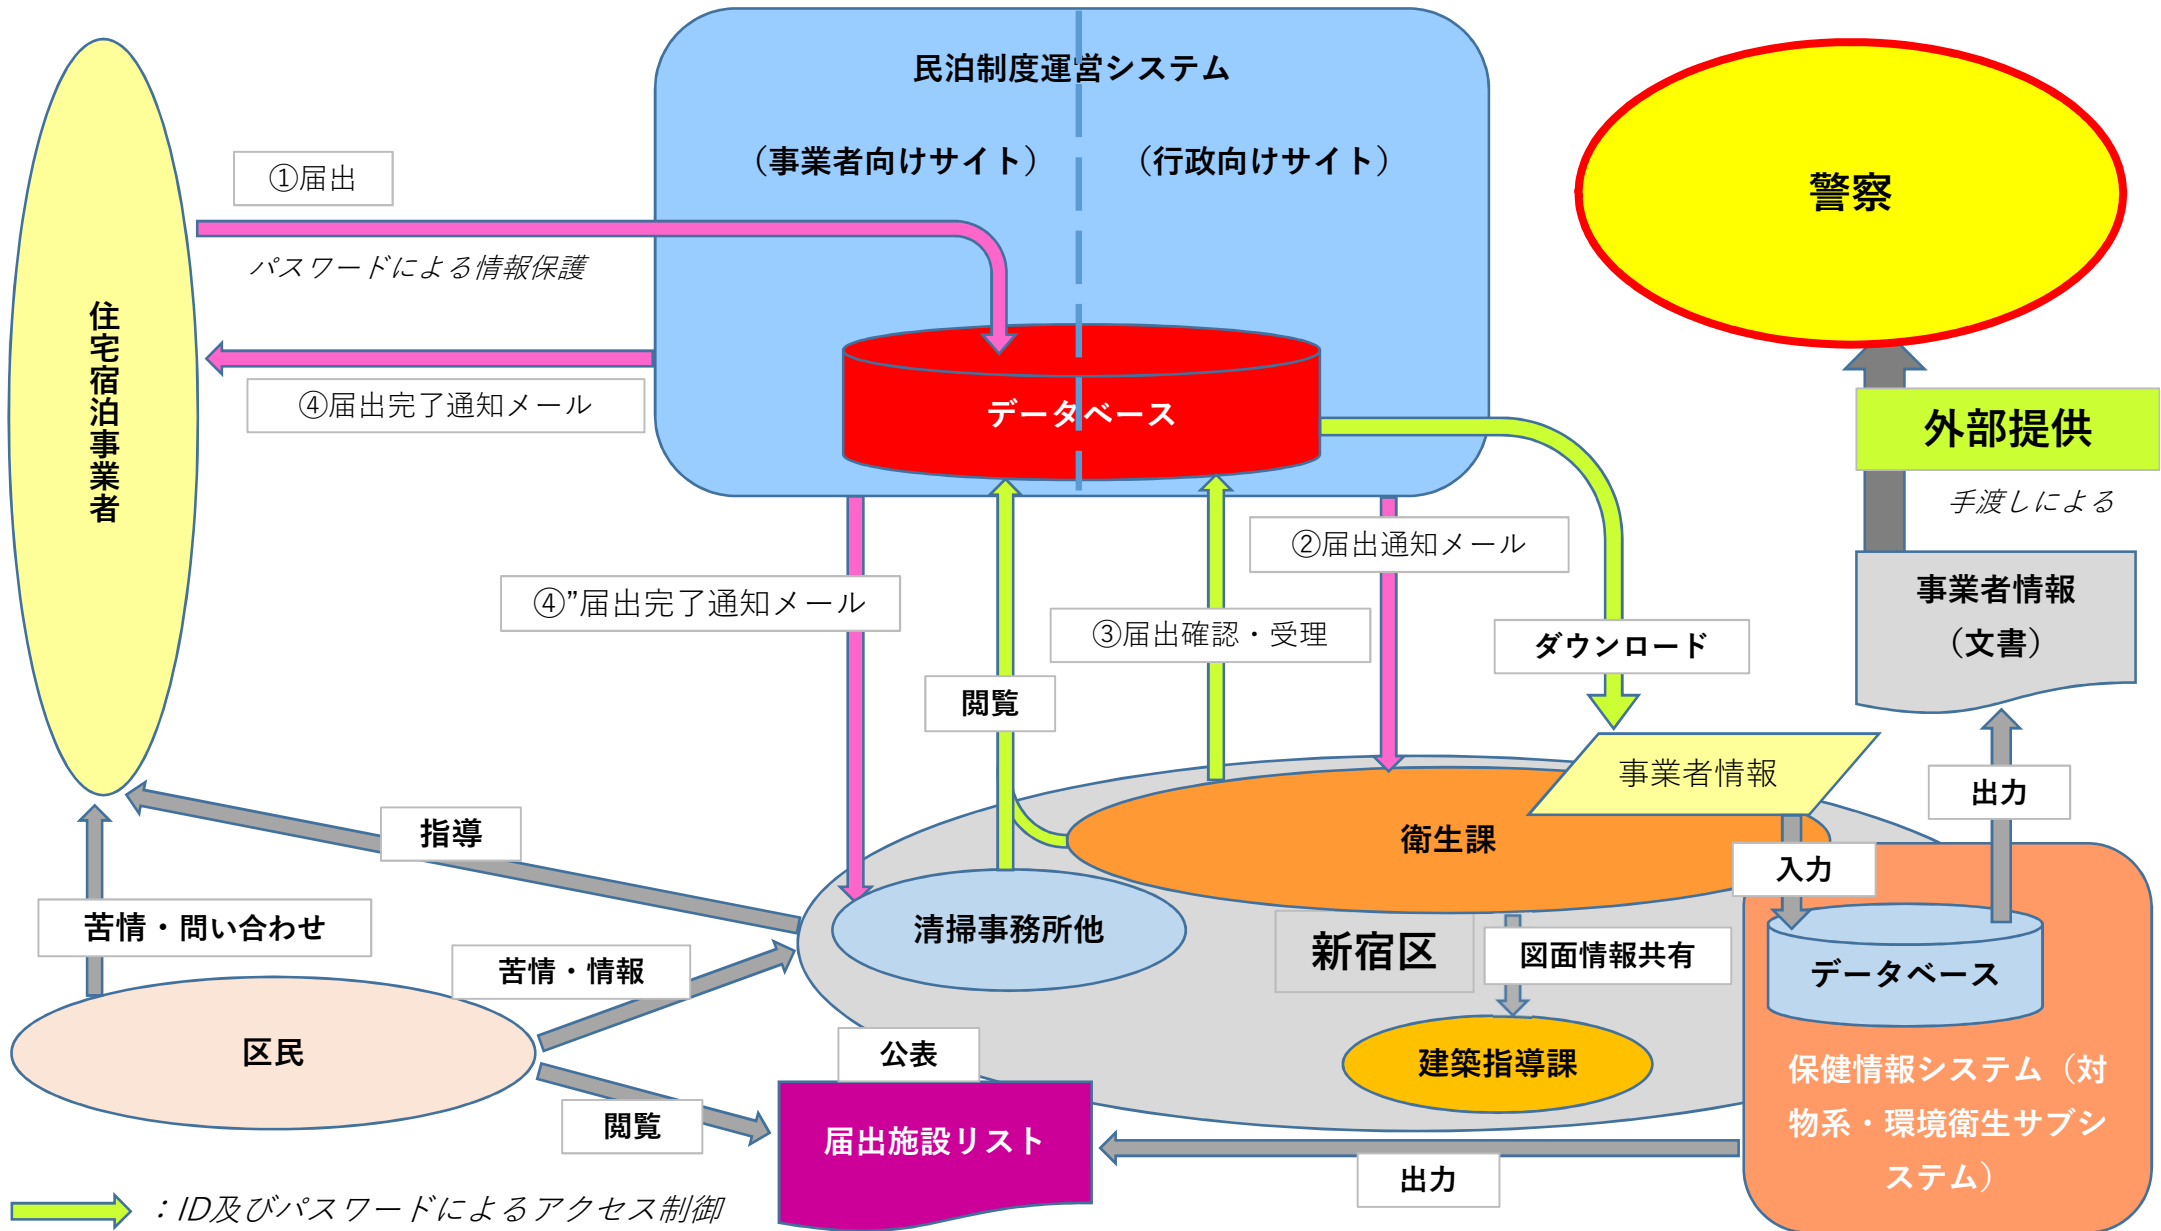 民泊制度運営システム
（事業者向けサイト）
（行政向けサイト）
警察
①届出
パスワードによる情報保護
住宅宿泊事業者
④届出完了通知メール
データベース
外部提供
手渡しによる
②届出通知メール
④”届出完了通知メール
③届出確認・受理
ダウンロード
事業者情報
（文書）
閲覧
事業者情報
出力
指導
衛生課
入力
苦情・問い合わせ
清掃事務所他
新宿区
図面情報共有
データベース
苦情・情報
区民
公表
建築指導課
保健情報システム（対
物系・環境衛生サブシ
ステム）
閲覧
届出施設リスト
出力
：ID及びパスワードによるアクセス制御